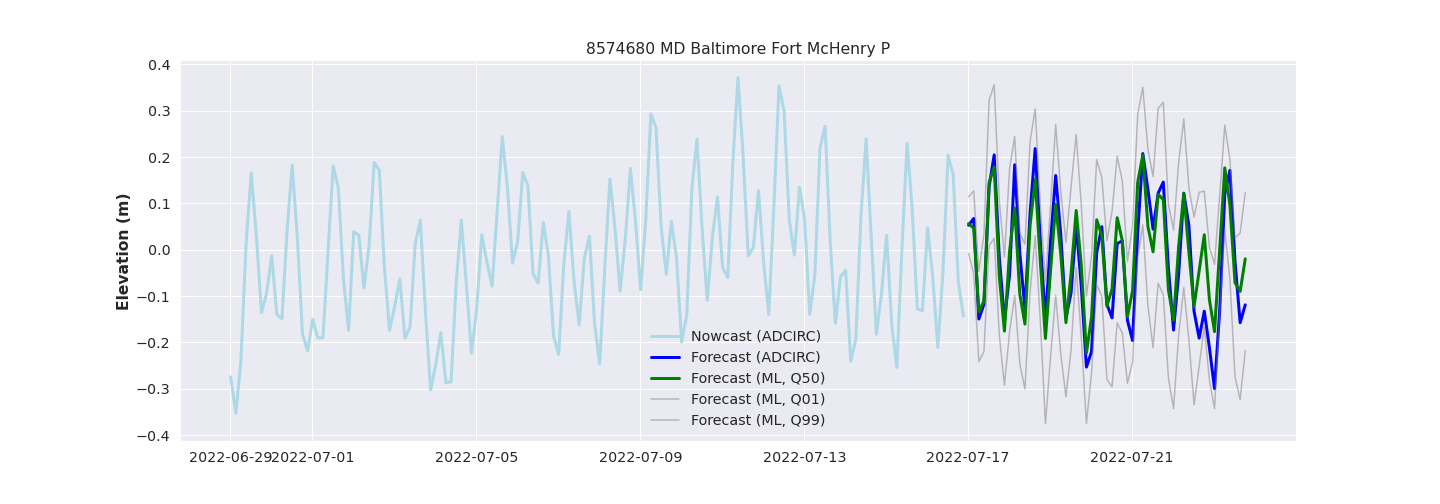 8574680 MD Baltimore Fort McHenry P
Elevation (m)
0.4
0.3
0.2
0.1
0.0
−0.1
−0.2
−0.3
−0.4
Nowcast (ADCIRC)
Forecast (ADCIRC)
Forecast (ML, Q50)
Forecast (ML, Q01)
Forecast (ML, Q99)
2022-06-29 2022-07-01 2022-07-05 2022-07-09 2022-07-13 2022-07-17 2022-07-21